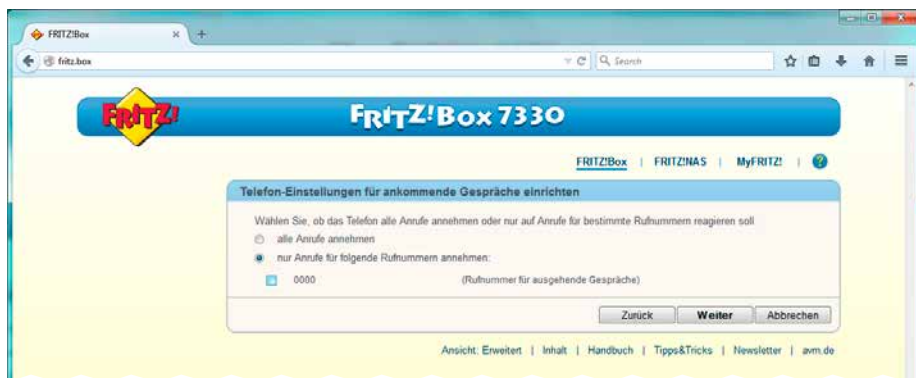 FRITZ!Box
fritz.box
Search
FRITZ!
FRITZ!Box 7330
FRITZ!Box | FRITZ!NAS | MyFRITZ! | ?
Telefon-Einstellungen für ankommende Gespräche einrichten
Wählen Sie, ob das Telefon alle Anrufe annehmen oder nur auf Anrufe für bestimmte Rufnummern reagieren soll
alle Anrufe annehmen
nur Anrufe für folgende Rufnummern annehmen:
0000 (Rufnummer für ausgehende Gespräche)
Zurück Weiter Abbrechen
Ansicht: Erweitert | Inhalt | Handbuch | Tipps&Tricks | Newsletter | avm.de